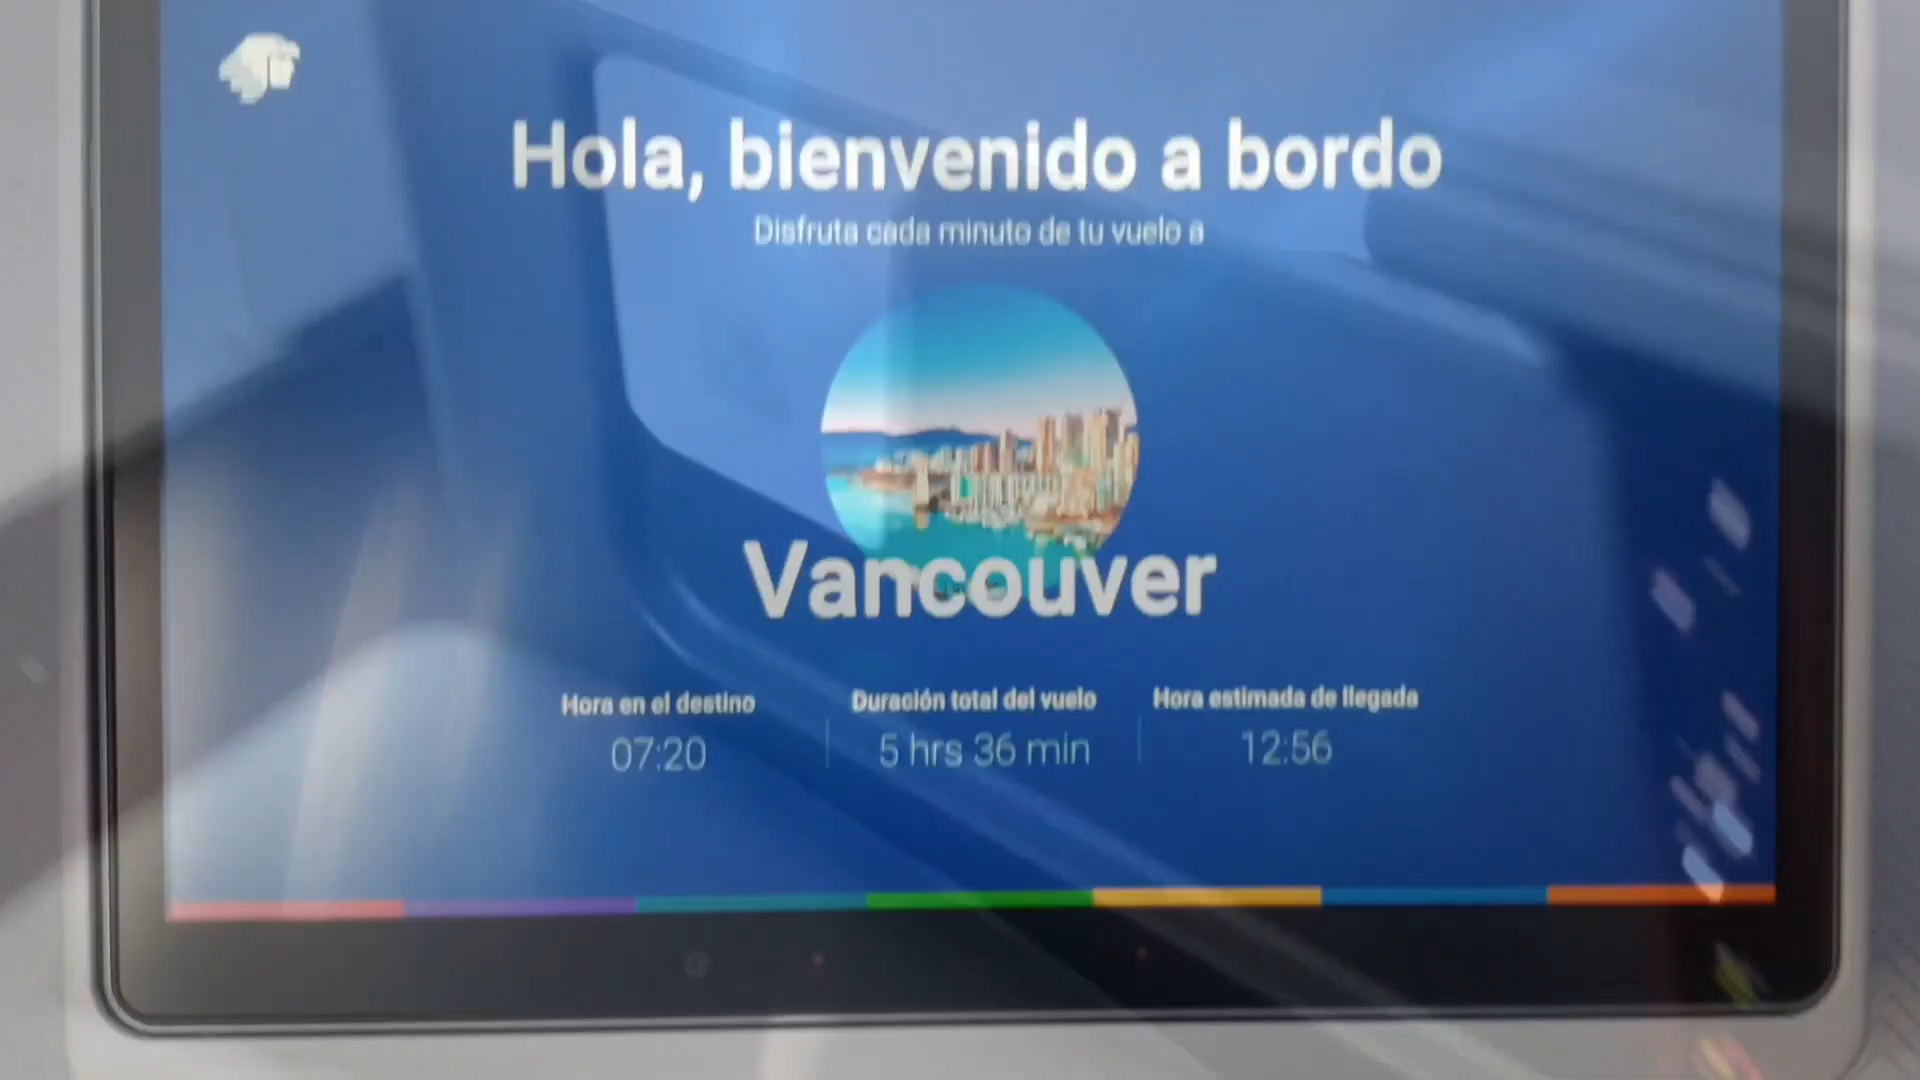 Hola, bienvenido a bordo
Disfruta cada minuto de tu vuelo a
Vancouver
Hora en el destino
07:20
Duración total del vuelo
5 hrs 36 min
Hora estimada de llegada
12:56